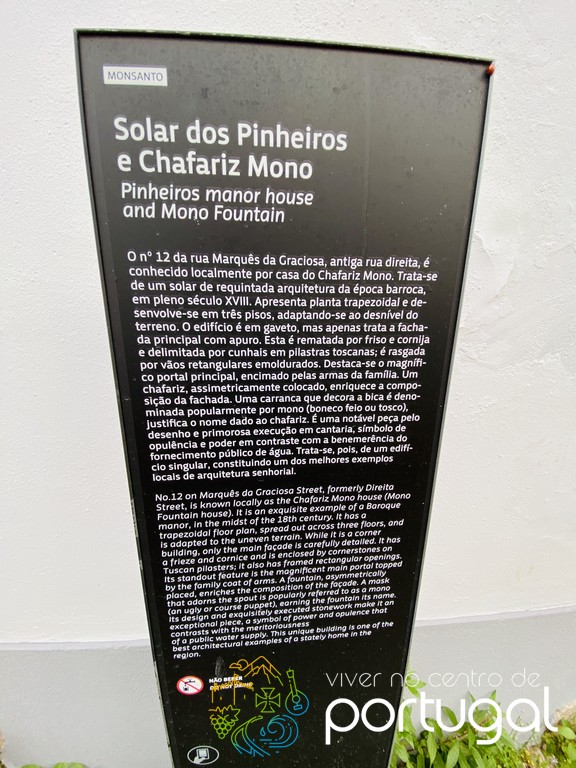 MONSANTO
Solar dos Pinheiros
e Chafariz Mono
Pinheiros manor house
and Mono Fountain
O nº 12 da rua Marquês da Graciosa, antiga rua direita, é
conhecido localmente por casa do Chafariz Mono. Trata-se
de um solar de requintada arquitetura da época barroca,
em pleno século XVIII. Apresenta planta trapezoidal e de-
senvolve-se em três pisos, adaptando-se ao desnível do
terreno. O edifício é em gaveto, mas apenas trata a facha-
da principal com apuro. Esta é rematada por friso e cornija
e delimitada por cunhais em pilastras toscanas; é rasgada
por vãos retangulares emoldurados. Destaca-se o magnífi-
co portal principal, encimado pelas armas da família. Um
chafariz, assimetricamente colocado, enriquece a compo-
sição da fachada. Uma carranca que decora a bica é deno-
minada popularmente por mono (boneco feio ou tosco),
justifica o nome dado ao chafariz. É uma notável peça pelo
desenho e primorosa execução em cantaria, símbolo de
opulência e poder em contraste com a benemerência do
fornecimento público de água. Trata-se, pois, de um edifí-
cio singular, constituindo um dos melhores exemplos
locais de arquitetura senhorial.
No.12 on Marquês da Graciosa Street, formerly Direita
Street, is known locally as the Chafariz Mono house (Mono
Fountain house). It is an exquisite example of a Baroque
manor, in the midst of the 18th century. It has a
trapezoidal floor plan, spread out across three floors, and
is adapted to the uneven terrain. While it is a corner
building, only the main façade is carefully detailed. It has
a frieze and cornice and is enclosed by cornerstones on
Tuscan pilasters; it also has framed rectangular openings.
Its standout feature is the magnificent main portal topped
by the family coat of arms. A fountain, asymmetrically
placed, enriches the composition of the façade. A mask
that adorns the spout is popularly referred to as a mono
(an ugly or course puppet), earning the fountain its name.
Its design and exquisitely executed stonework make it an
exceptional piece, a symbol of power and opulence that
contrasts with the meritoriousness
of a public water supply. This unique building is one of the
best architectural examples of a stately home in the
region.
NÃO BEBER
DO NOT DRINK
viver no centro de
portugal